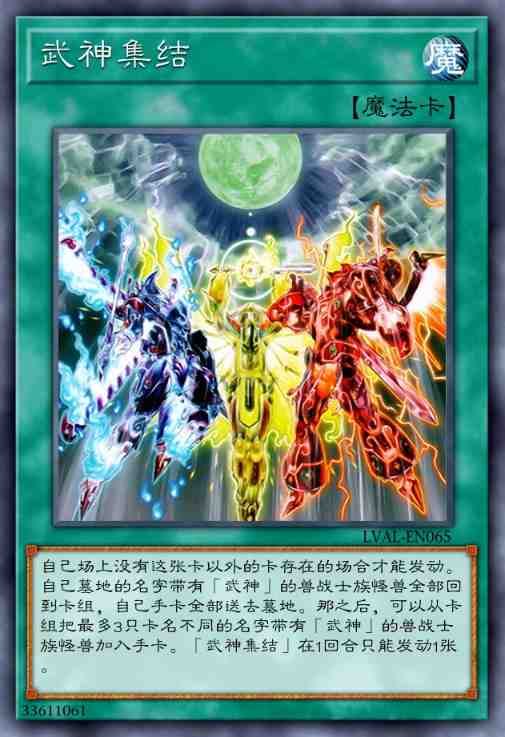 武神集结
魔
【魔法卡】
LVAL-EN065
自己场上没有这张卡以外的卡存在的场合才能发动。
自己墓地的名字带有「武神」的兽战士族怪兽全部回
到卡组，自己手卡全部送去墓地。那之后，可以从卡
组把最多3只卡名不同的名字带有「武神」的兽战士
族怪兽加入手卡。「武神集结」在1回合只能发动1张
。
33611061